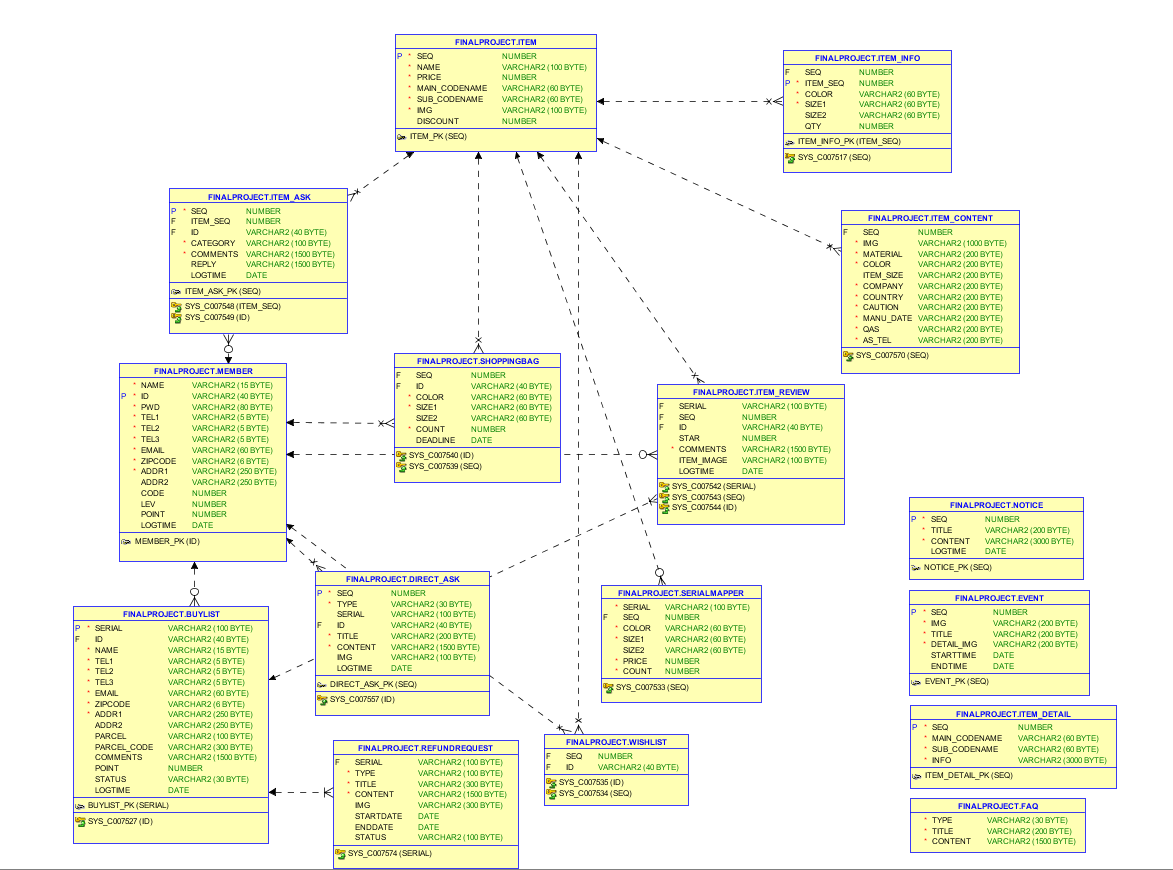 FINALPROJECT.ITEM
P * SEQ NUMBER
* NAME VARCHAR2 (100 BYTE)
* PRICE NUMBER
* MAIN_CODENAME VARCHAR2 (60 BYTE)
* SUB_CODENAME VARCHAR2 (60 BYTE)
* IMG VARCHAR2 (100 BYTE)
DISCOUNT NUMBER
ITEM_PK (SEQ)
FINALPROJECT.ITEM_INFO
F SEQ NUMBER
P * ITEM_SEQ NUMBER
* COLOR VARCHAR2 (60 BYTE)
* SIZE1 VARCHAR2 (60 BYTE)
SIZE2 VARCHAR2 (60 BYTE)
QTY NUMBER
ITEM_INFO_PK (ITEM_SEQ)
SYS_C007517 (SEQ)
FINALPROJECT.ITEM_ASK
P * SEQ NUMBER
F ITEM_SEQ NUMBER
F ID VARCHAR2 (40 BYTE)
* CATEGORY VARCHAR2 (100 BYTE)
* COMMENTS VARCHAR2 (1500 BYTE)
REPLY VARCHAR2 (1500 BYTE)
LOGTIME DATE
ITEM_ASK_PK (SEQ)
SYS_C007548 (ITEM_SEQ)
SYS_C007549 (ID)
FINALPROJECT.ITEM_CONTENT
F SEQ NUMBER
* IMG VARCHAR2 (1000 BYTE)
* MATERIAL VARCHAR2 (200 BYTE)
* COLOR VARCHAR2 (200 BYTE)
ITEM_SIZE VARCHAR2 (200 BYTE)
* COMPANY VARCHAR2 (200 BYTE)
* COUNTRY VARCHAR2 (200 BYTE)
* CAUTION VARCHAR2 (200 BYTE)
* MANU_DATE VARCHAR2 (200 BYTE)
* QAS VARCHAR2 (200 BYTE)
* AS_TEL VARCHAR2 (200 BYTE)
SYS_C007570 (SEQ)
FINALPROJECT.MEMBER
* NAME VARCHAR2 (15 BYTE)
P * ID VARCHAR2 (40 BYTE)
* PWD VARCHAR2 (80 BYTE)
* TEL1 VARCHAR2 (5 BYTE)
* TEL2 VARCHAR2 (5 BYTE)
* TEL3 VARCHAR2 (5 BYTE)
* EMAIL VARCHAR2 (60 BYTE)
* ZIPCODE VARCHAR2 (6 BYTE)
* ADDR1 VARCHAR2 (250 BYTE)
ADDR2 VARCHAR2 (250 BYTE)
CODE NUMBER
LEV NUMBER
POINT NUMBER
LOGTIME DATE
MEMBER_PK (ID)
FINALPROJECT.SHOPPINGBAG
F SEQ NUMBER
F ID VARCHAR2 (40 BYTE)
* COLOR VARCHAR2 (60 BYTE)
* SIZE1 VARCHAR2 (60 BYTE)
SIZE2 VARCHAR2 (60 BYTE)
* COUNT NUMBER
DEADLINE DATE
SYS_C007540 (ID)
SYS_C007539 (SEQ)
FINALPROJECT.ITEM_REVIEW
F SERIAL VARCHAR2 (100 BYTE)
F SEQ NUMBER
F ID VARCHAR2 (40 BYTE)
STAR NUMBER
* COMMENTS VARCHAR2 (1500 BYTE)
ITEM_IMAGE VARCHAR2 (100 BYTE)
LOGTIME DATE
SYS_C007542 (SERIAL)
SYS_C007543 (SEQ)
SYS_C007544 (ID)
FINALPROJECT.NOTICE
P * SEQ NUMBER
* TITLE VARCHAR2 (200 BYTE)
* CONTENT VARCHAR2 (3000 BYTE)
LOGTIME DATE
NOTICE_PK (SEQ)
FINALPROJECT.DIRECT_ASK
P * SEQ NUMBER
* TYPE VARCHAR2 (30 BYTE)
SERIAL VARCHAR2 (100 BYTE)
F ID VARCHAR2 (40 BYTE)
* TITLE VARCHAR2 (200 BYTE)
* CONTENT VARCHAR2 (1500 BYTE)
IMG VARCHAR2 (100 BYTE)
LOGTIME DATE
DIRECT_ASK_PK (SEQ)
SYS_C007557 (ID)
FINALPROJECT.SERIALMAPPER
* SERIAL VARCHAR2 (100 BYTE)
F SEQ NUMBER
* COLOR VARCHAR2 (60 BYTE)
* SIZE1 VARCHAR2 (60 BYTE)
SIZE2 VARCHAR2 (60 BYTE)
* PRICE NUMBER
* COUNT NUMBER
SYS_C007533 (SEQ)
FINALPROJECT.EVENT
P * SEQ NUMBER
* IMG VARCHAR2 (200 BYTE)
* TITLE VARCHAR2 (200 BYTE)
* DETAIL_IMG VARCHAR2 (200 BYTE)
STARTTIME DATE
ENDTIME DATE
EVENT_PK (SEQ)
FINALPROJECT.BUYLIST
P * SERIAL VARCHAR2 (100 BYTE)
F ID VARCHAR2 (40 BYTE)
* NAME VARCHAR2 (15 BYTE)
* TEL1 VARCHAR2 (5 BYTE)
* TEL2 VARCHAR2 (5 BYTE)
* TEL3 VARCHAR2 (5 BYTE)
* EMAIL VARCHAR2 (60 BYTE)
* ZIPCODE VARCHAR2 (6 BYTE)
* ADDR1 VARCHAR2 (250 BYTE)
ADDR2 VARCHAR2 (250 BYTE)
PARCEL VARCHAR2 (100 BYTE)
PARCEL_CODE VARCHAR2 (300 BYTE)
COMMENTS VARCHAR2 (1500 BYTE)
POINT NUMBER
STATUS VARCHAR2 (30 BYTE)
LOGTIME DATE
BUYLIST_PK (SERIAL)
SYS_C007527 (ID)
FINALPROJECT.REFUNDREQUEST
F SERIAL VARCHAR2 (100 BYTE)
* TYPE VARCHAR2 (100 BYTE)
* TITLE VARCHAR2 (300 BYTE)
* CONTENT VARCHAR2 (1500 BYTE)
IMG VARCHAR2 (300 BYTE)
STARTDATE DATE
ENDDATE DATE
STATUS VARCHAR2 (100 BYTE)
SYS_C007574 (SERIAL)
FINALPROJECT.WISHLIST
F SEQ NUMBER
F ID VARCHAR2 (40 BYTE)
SYS_C007535 (ID)
SYS_C007534 (SEQ)
FINALPROJECT.ITEM_DETAIL
P * SEQ NUMBER
* MAIN_CODENAME VARCHAR2 (60 BYTE)
* SUB_CODENAME VARCHAR2 (60 BYTE)
* INFO VARCHAR2 (3000 BYTE)
ITEM_DETAIL_PK (SEQ)
FINALPROJECT.FAQ
* TYPE VARCHAR2 (30 BYTE)
* TITLE VARCHAR2 (200 BYTE)
* CONTENT VARCHAR2 (1500 BYTE)